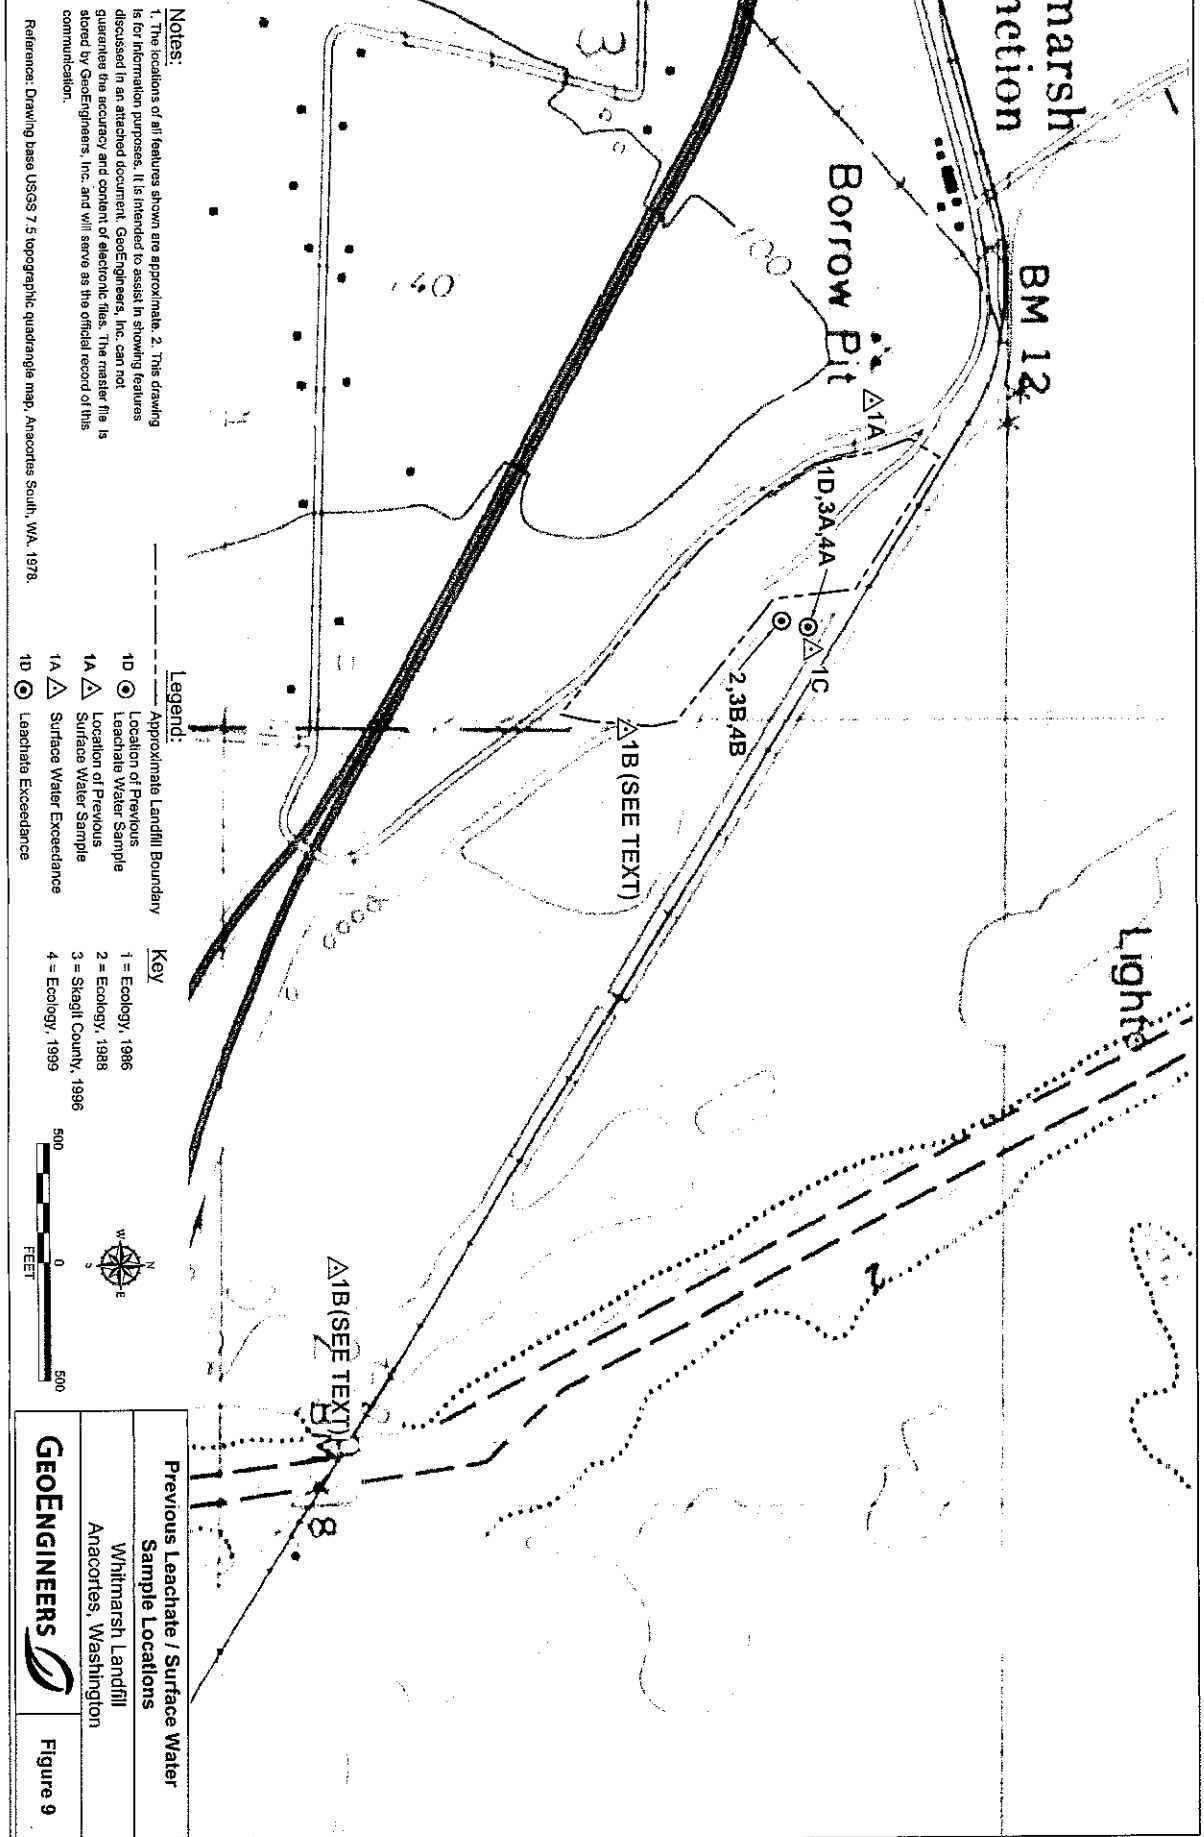 marsh
nction
BM 12
Light
3
Borrow Pit
100
40
1A
1D,3A,4A
1C
2,3B,4B
1B (SEE TEXT)
2
1B (SEE TEXT)
8
Notes:
1. The locations of all features shown are approximate. 2. This drawing
is for information purposes. It is intended to assist in showing features
discussed in an attached document. GeoEngineers, Inc. can not
guarantee the accuracy and content of electronic files. The master file is
stored by GeoEngineers, Inc. and will serve as the official record of this
communication.
Reference: Drawing base USGS 7.5 topographic quadrangle map, Anacortes South, WA, 1978.
Legend:
Approximate Landfill Boundary
1D Location of Previous
Leachate Water Sample
1A Location of Previous
Surface Water Sample
1A Surface Water Exceedance
1D Leachate Exceedance
Key
1 = Ecology, 1986
2 = Ecology, 1988
3 = Skagit County, 1996
4 = Ecology, 1999
N
W
E
S
500 0 500
FEET
Previous Leachate / Surface Water
Sample Locations
Whitmarsh Landfill
Anacortes, Washington
GEOENGINEERS
Figure 9